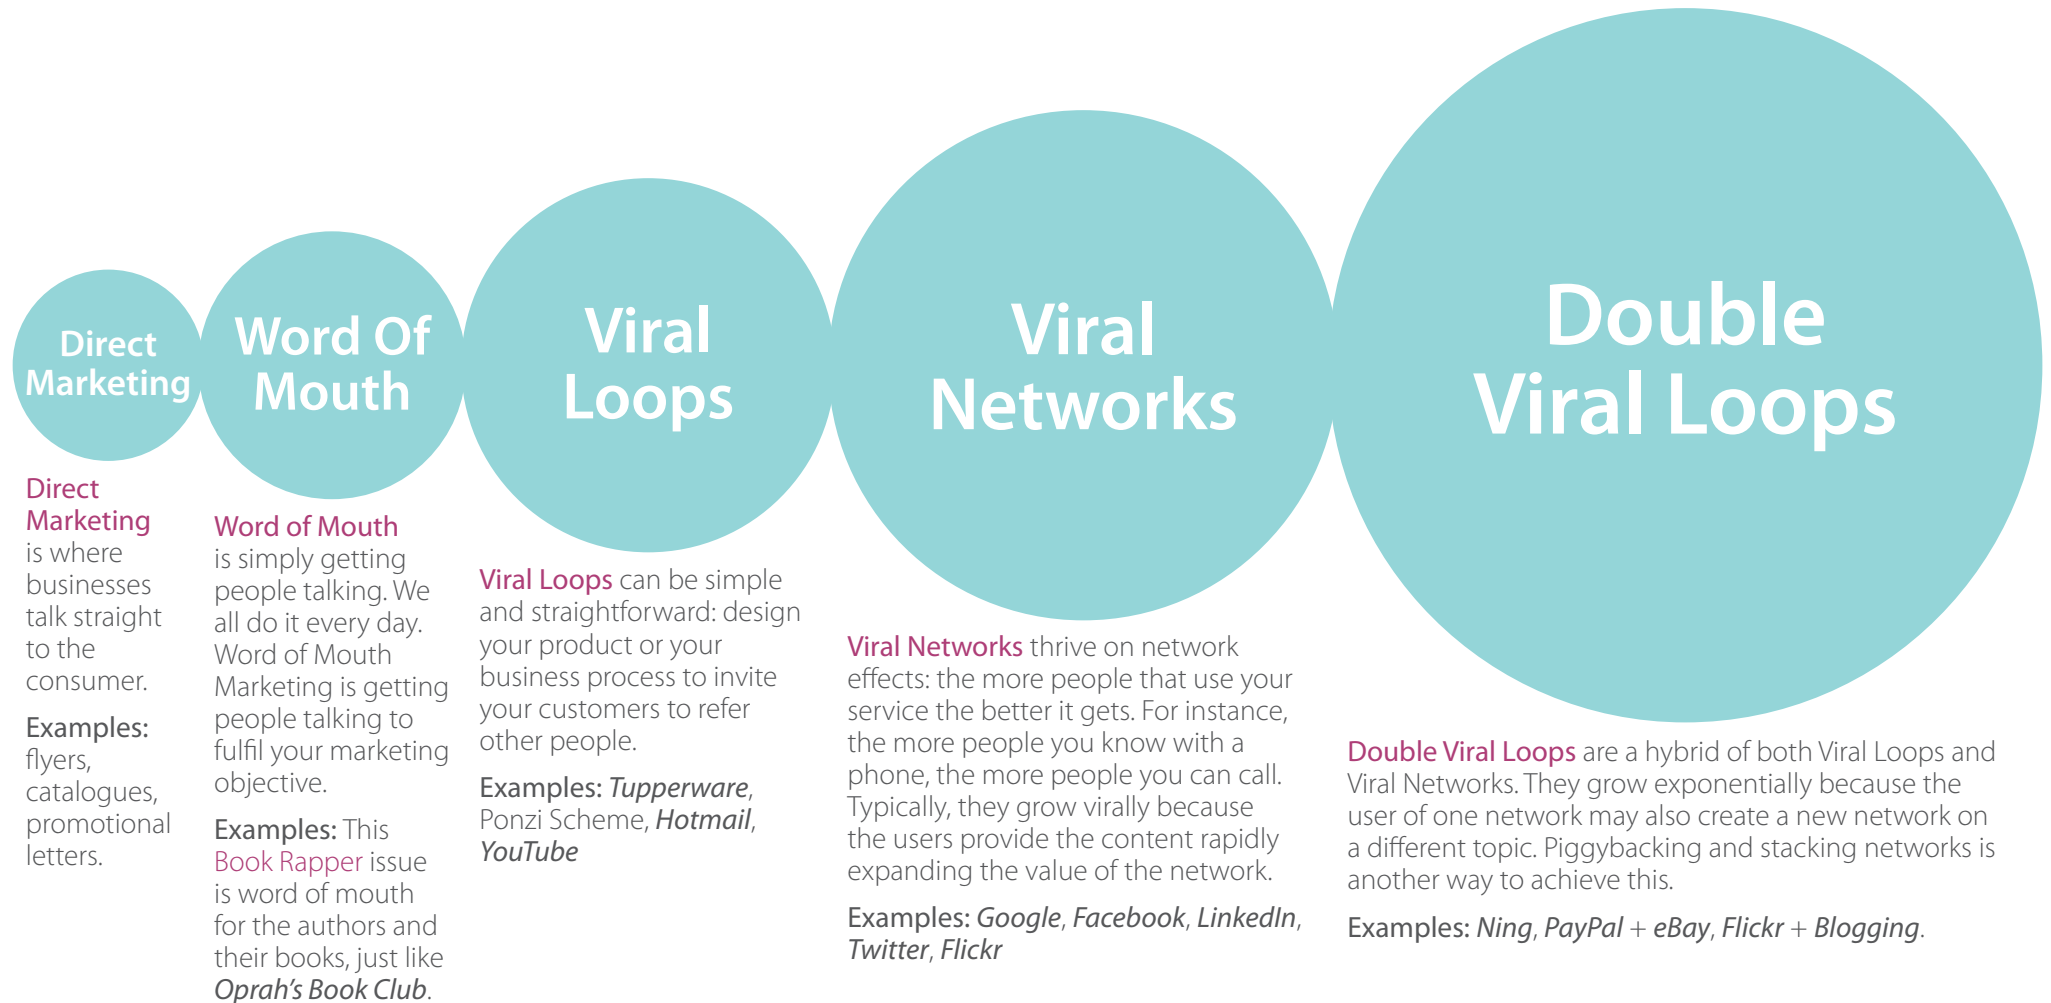 Direct
Marketing
Word Of
Mouth
Viral
Loops
Viral
Networks
Double
Viral Loops
Direct
Marketing
is where
businesses
talk straight
to the
consumer.
Examples:
flyers,
catalogues,
promotional
letters.
Word of Mouth
is simply getting
people talking. We
all do it every day.
Word of Mouth
Marketing is getting
people talking to
fulfil your marketing
objective.
Examples: This
Book Rapper issue
is word of mouth
for the authors and
their books, just like
Oprah's Book Club.
Viral Loops can be simple
and straightforward: design
your product or your
business process to invite
your customers to refer
other people.
Examples: Tupperware,
Ponzi Scheme, Hotmail,
YouTube
Viral Networks thrive on network
effects: the more people that use your
service the better it gets. For instance,
the more people you know with a
phone, the more people you can call.
Typically, they grow virally because
the users provide the content rapidly
expanding the value of the network.
Examples: Google, Facebook, LinkedIn,
Twitter, Flickr
Double Viral Loops are a hybrid of both Viral Loops and
Viral Networks. They grow exponentially because the
user of one network may also create a new network on
a different topic. Piggybacking and stacking networks is
another way to achieve this.
Examples: Ning, PayPal + eBay, Flickr + Blogging.